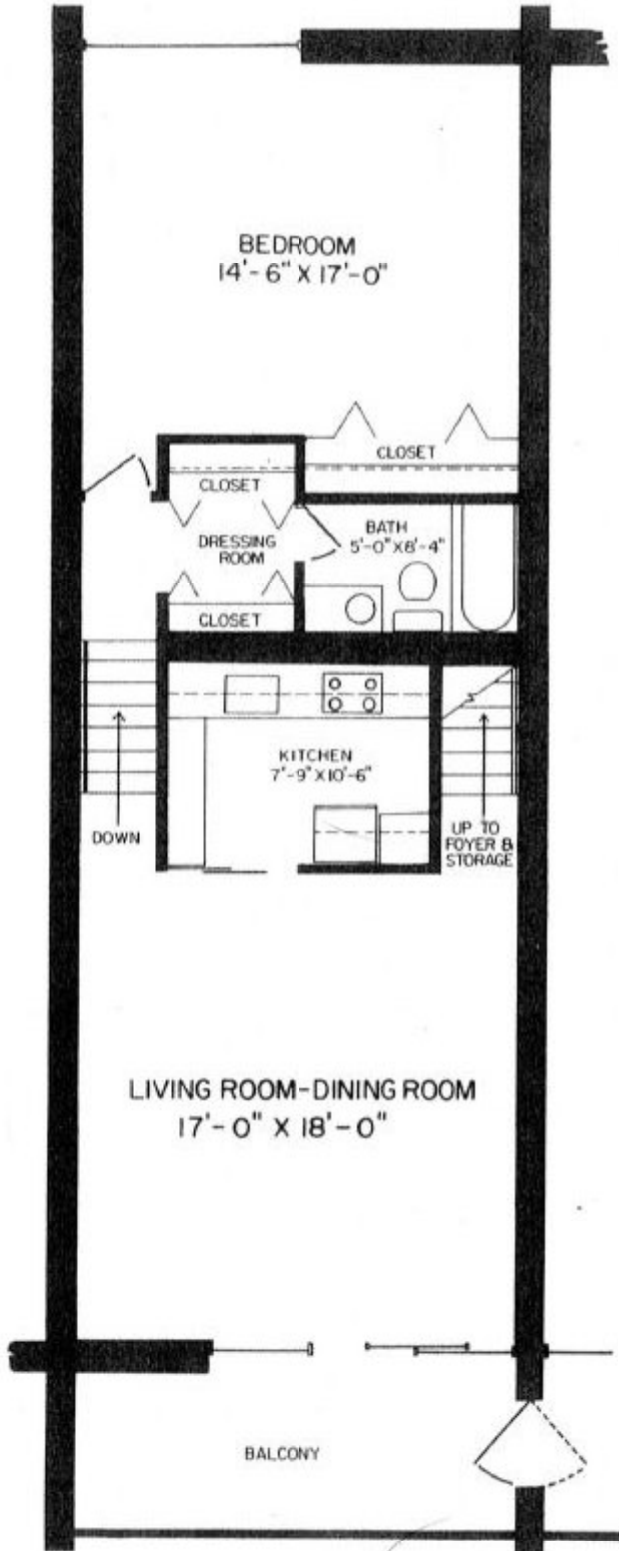 BEDROOM
14'-6" X 17'-0"
CLOSET
CLOSET
BATH
5'-0" X 8'-4"
DRESSING
ROOM
CLOSET
KITCHEN
7'-9" X 10'-6"
DOWN
UP TO
FOYER &
STORAGE
LIVING ROOM-DINING ROOM
17'-0" X 18'-0"
BALCONY